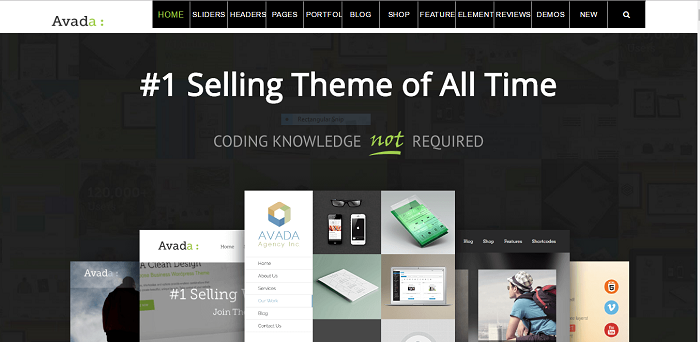 Avada :
HOME SLIDERS HEADERS PAGES PORTFOL BLOG SHOP FEATURE ELEMENT REVIEWS DEMOS NEW
#1 Selling Theme of All Time
CODING KNOWLEDGE not REQUIRED
AVADA
Agency Inc
Home
About Us
Services
Our Work
Blog
Contact Us
Avada :
Home
A Clean Design
#1 Selling
Join The
Avada
Blog Shop Features Shortcodes
You